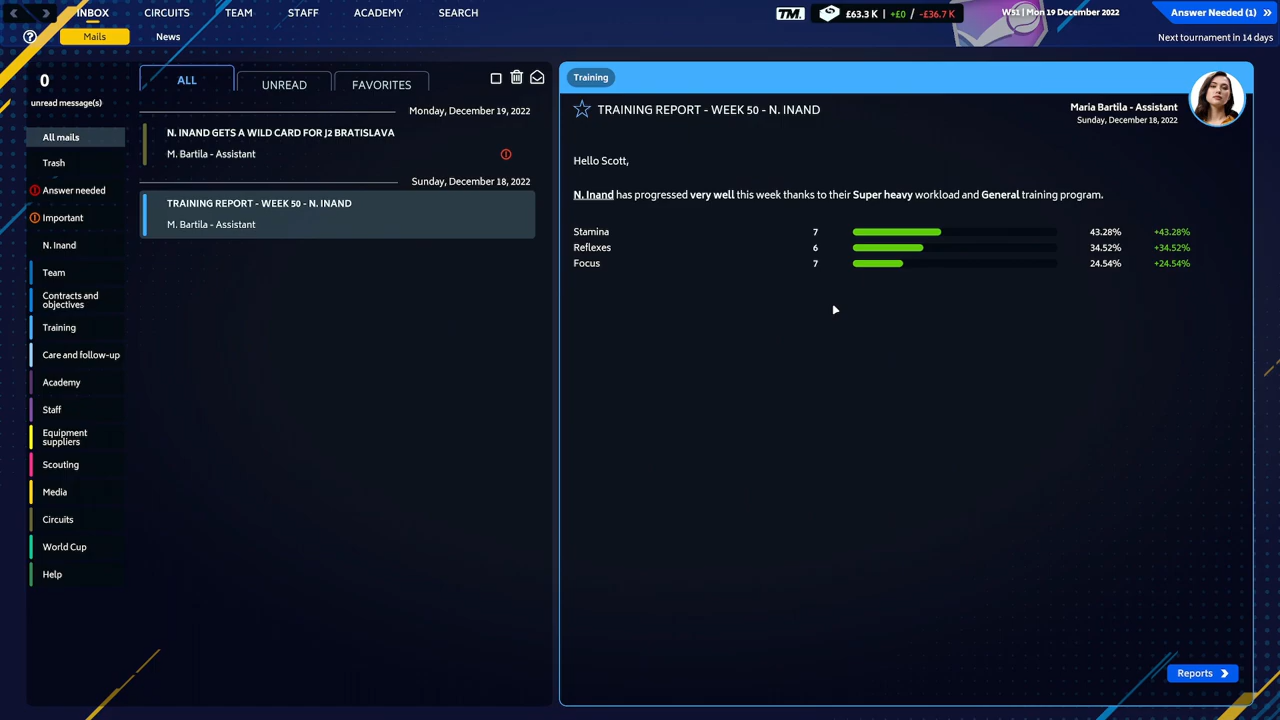 INBOX CIRCUITS TEAM STAFF ACADEMY SEARCH TM. £63.3 K | +£0 / -£36.7 K W51 | Mon 19 December 2022 Answer Needed (1) »
? Mails News Next tournament in 14 days
0
unread message(s)
All mails
Trash
Answer needed
Important
N. Inand
Team
Contracts and
objectives
Training
Care and follow-up
Academy
Staff
Equipment
suppliers
Scouting
Media
Circuits
World Cup
Help
ALL UNREAD FAVORITES
Monday, December 19, 2022
N. INAND GETS A WILD CARD FOR J2 BRATISLAVA
M. Bartila - Assistant
Sunday, December 18, 2022
TRAINING REPORT - WEEK 50 - N. INAND
M. Bartila - Assistant
Training
TRAINING REPORT - WEEK 50 - N. INAND
Maria Bartila - Assistant
Sunday, December 18, 2022
Hello Scott,
N. Inand has progressed very well this week thanks to their Super heavy workload and General training program.
Stamina 7 43.28% +43.28%
Reflexes 6 34.52% +34.52%
Focus 7 24.54% +24.54%
Reports